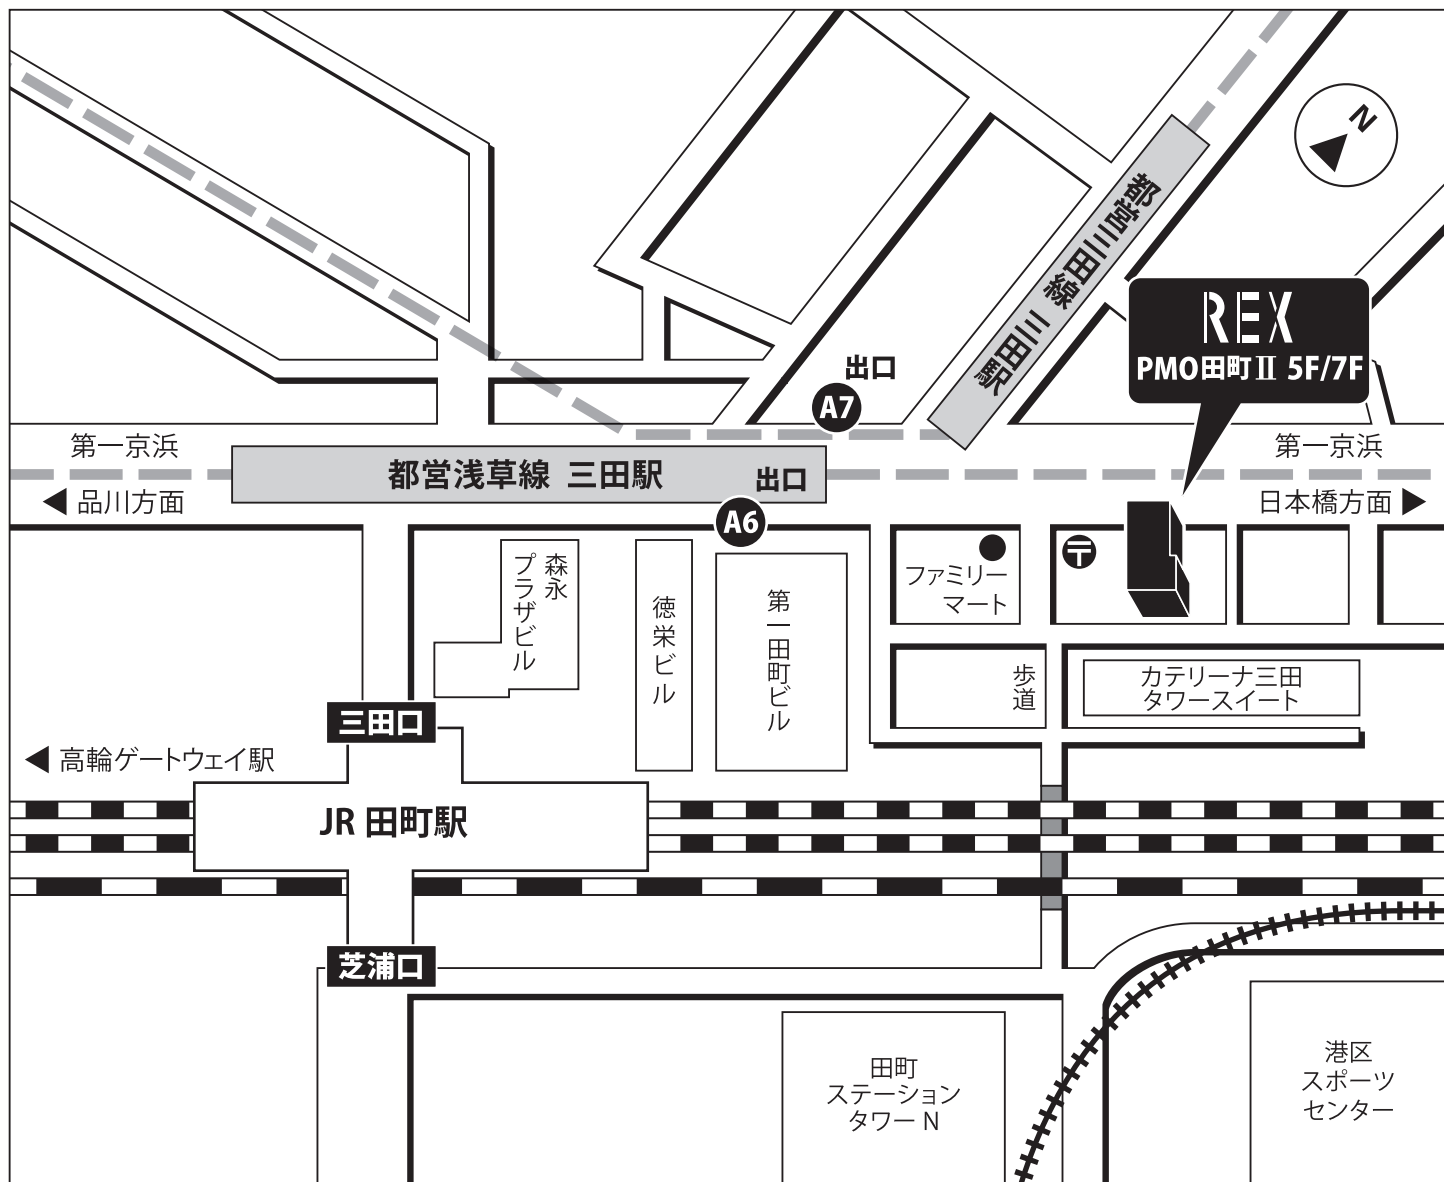 N
都営三田線 三田駅
REX
PMO田町Ⅱ 5F/7F
出口
A7
第一京浜
第一京浜
都営浅草線 三田駅
出口
品川方面
日本橋方面
A6
森永
プラザビル
徳栄ビル
第一田町ビル
ファミリー
マート
〒
歩道
カテリーナ三田
タワースイート
三田口
高輪ゲートウェイ駅
JR 田町駅
芝浦口
田町
ステーション
タワー N
港区
スポーツ
センター